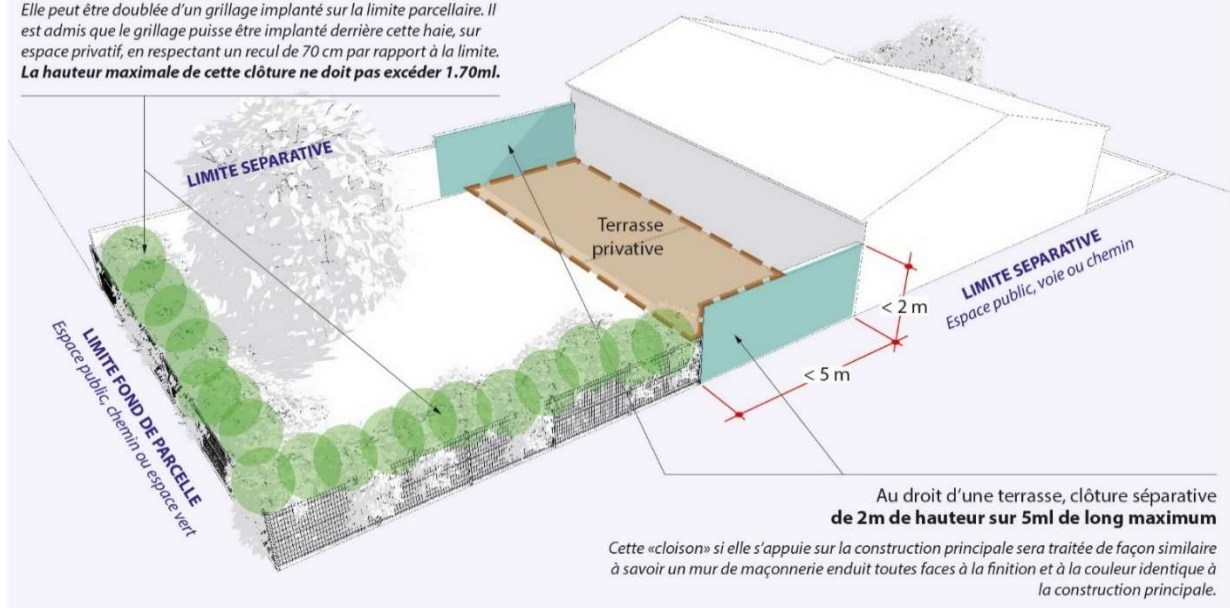 Elle peut être doublée d'un grillage implanté sur la limite parcellaire. Il
est admis que le grillage puisse être implanté derrière cette haie, sur
espace privatif, en respectant un recul de 70 cm par rapport à la limite.
La hauteur maximale de cette clôture ne doit pas excéder 1.70ml.
LIMITE SEPARATIVE
Terrasse
privative
LIMITE SEPARATIVE
Espace public, voie ou chemin
< 2 m
< 5 m
LIMITE FOND DE PARCELLE
Espace public, chemin ou espace vert
Au droit d'une terrasse, clôture séparative
de 2m de hauteur sur 5ml de long maximum
Cette «cloison» si elle s'appuie sur la construction principale sera traitée de façon similaire
à savoir un mur de maçonnerie enduit toutes faces à la finition et à la couleur identique à
la construction principale.